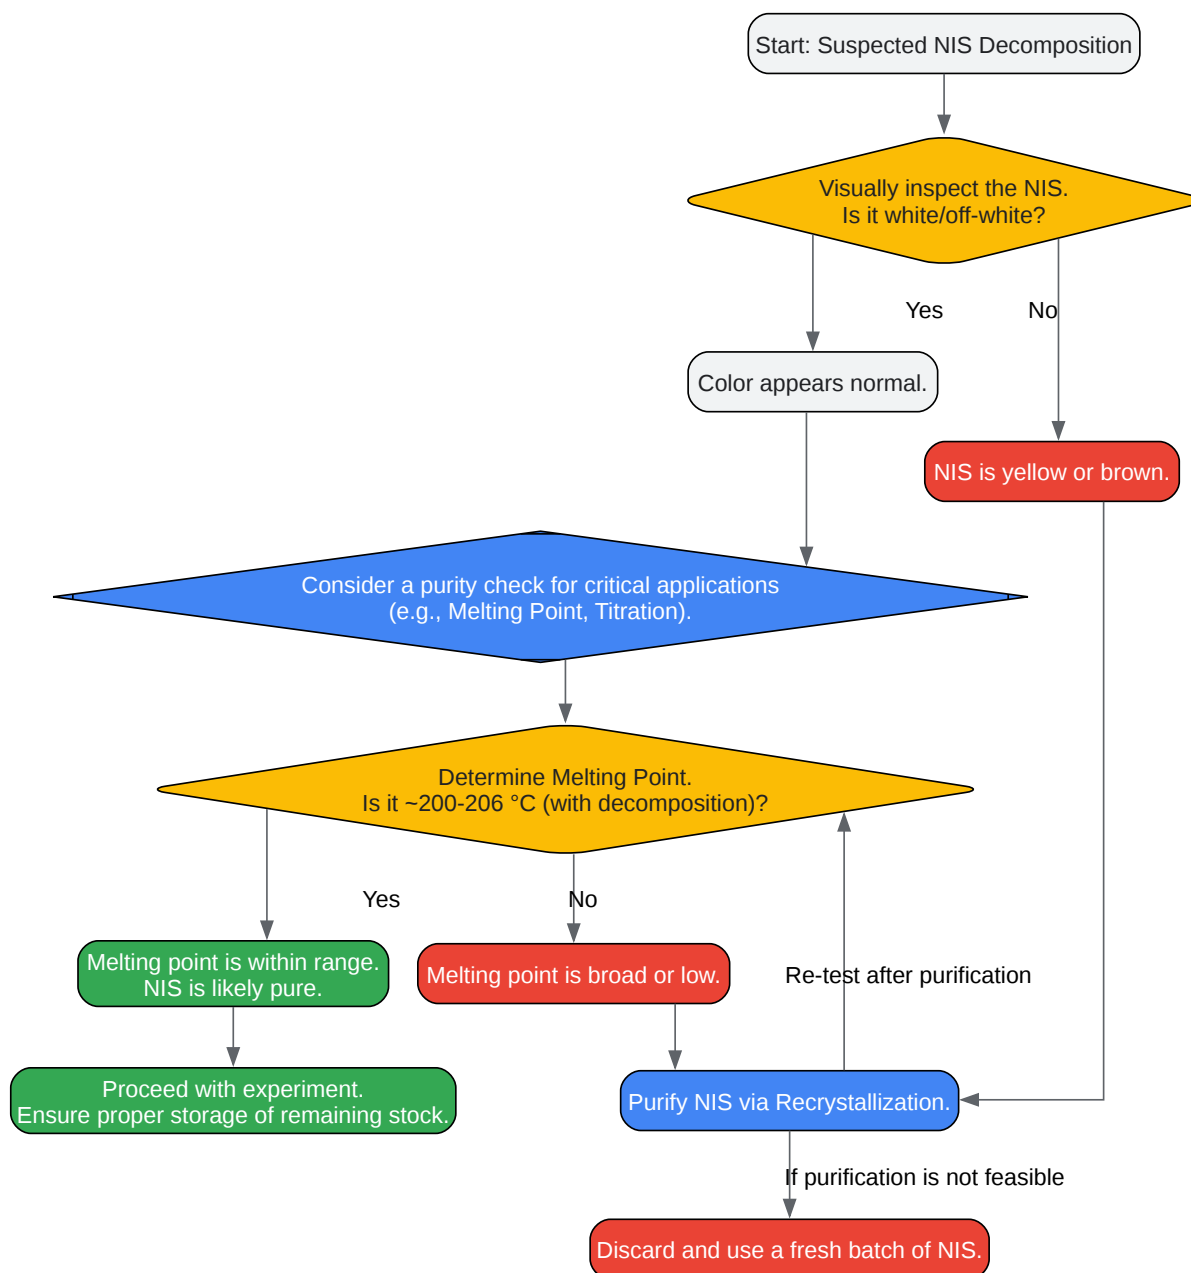 Start: Suspected NIS Decomposition
Visually inspect the NIS.
Is it white/off-white?
Yes
No
Color appears normal.
NIS is yellow or brown.
Consider a purity check for critical applications
(e.g., Melting Point, Titration).
Determine Melting Point.
Is it ~200-206 °C (with decomposition)?
Yes
No
Melting point is within range.
NIS is likely pure.
Melting point is broad or low.
Re-test after purification
Proceed with experiment.
Ensure proper storage of remaining stock.
Purify NIS via Recrystallization.
If purification is not feasible
Discard and use a fresh batch of NIS.